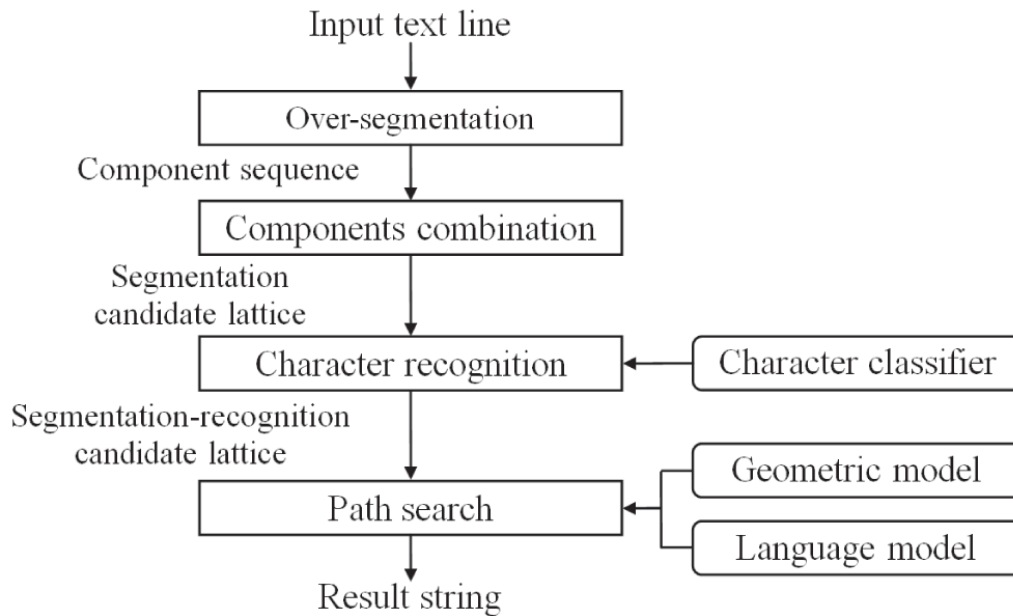 Input text line
Over-segmentation
Component sequence
Components combination
Segmentation
candidate lattice
Character recognition
Character classifier
Segmentation-recognition
candidate lattice
Geometric model
Path search
Language model
Result string